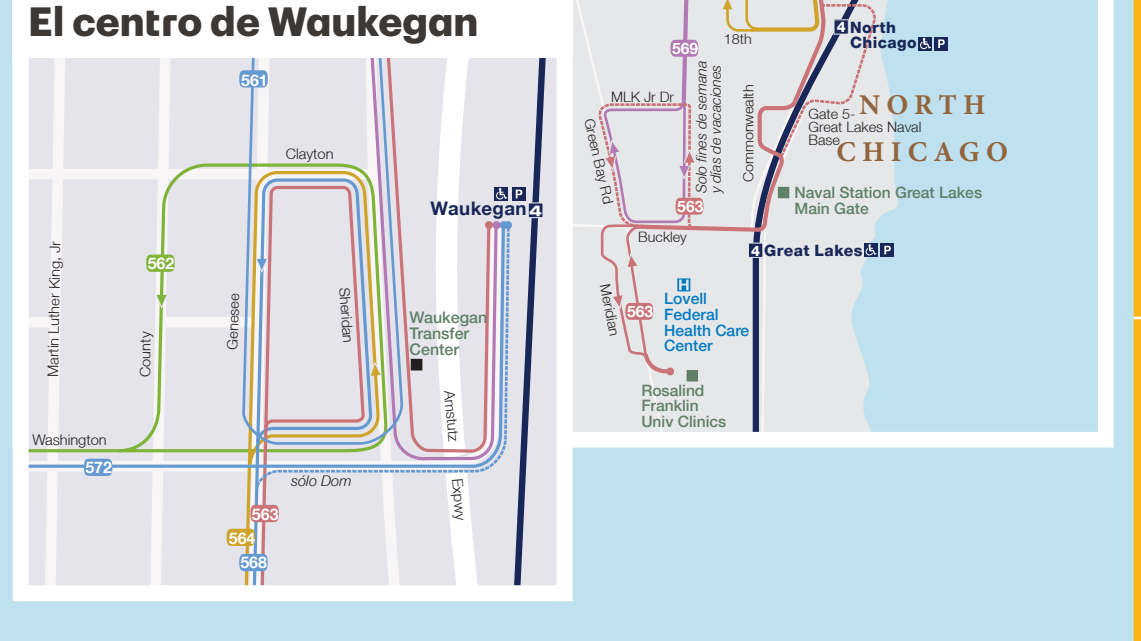 El centro de Waukegan
561
Clayton
Waukegan
4
562
Martin Luther King, Jr
County
Genesee
Sheridan
Waukegan
Transfer
Center
Amstutz
Washington
572
sólo Dom
Expwy
563
564
568
18th
4
North
Chicago
569
MLK Jr Dr
Green Bay Rd
Solo fines de semana
y días de vacaciones
Commonwealth
Gate 5-
Great Lakes Naval
Base
NORTH
CHICAGO
Naval Station Great Lakes
Main Gate
563
Buckley
4
Great Lakes
Meridian
563
H
Lovell
Federal
Health Care
Center
Rosalind
Franklin
Univ Clinics
P
P
P